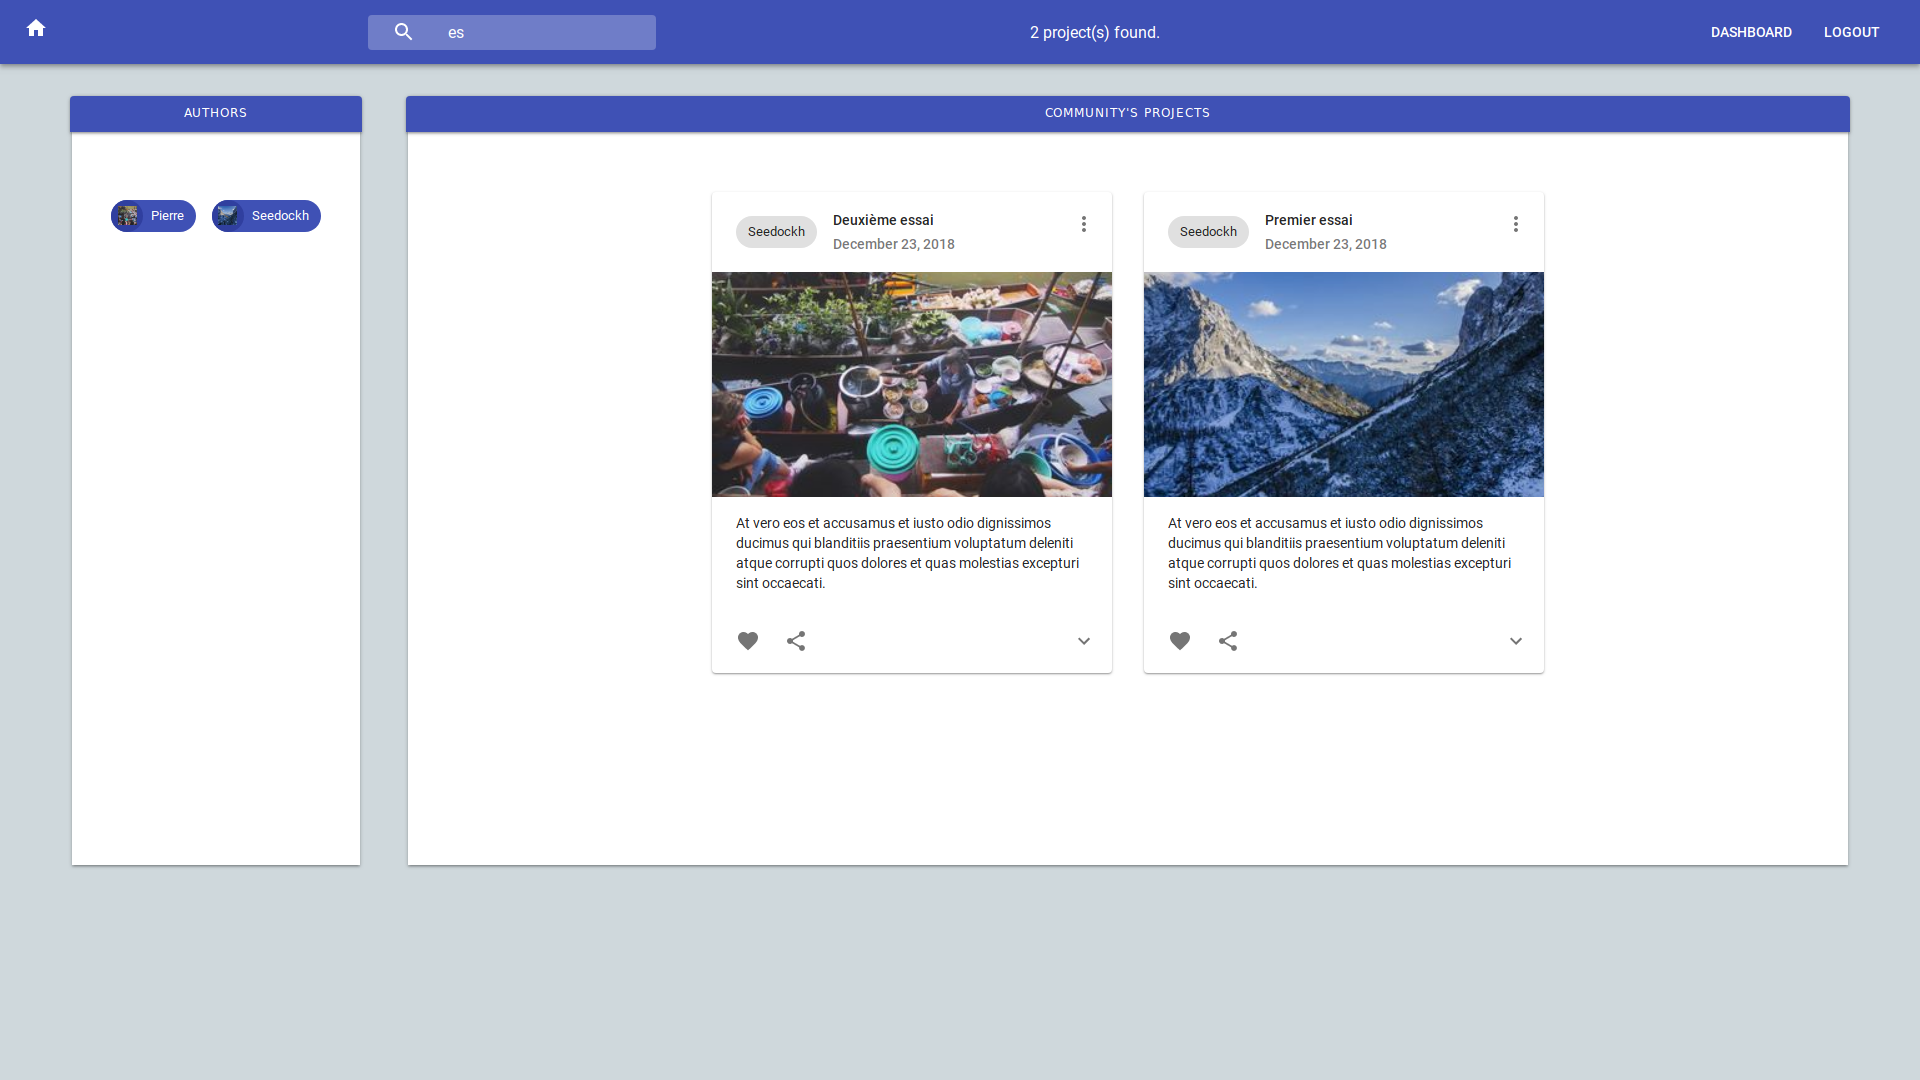 es
2 project(s) found.
DASHBOARD
LOGOUT
AUTHORS
Pierre
Seedockh
COMMUNITY'S PROJECTS
Seedockh
Deuxième essai
December 23, 2018
At vero eos et accusamus et iusto odio dignissimos
ducimus qui blanditiis praesentium voluptatum deleniti
atque corrupti quos dolores et quas molestias excepturi
sint occaecati.
Seedockh
Premier essai
December 23, 2018
At vero eos et accusamus et iusto odio dignissimos
ducimus qui blanditiis praesentium voluptatum deleniti
atque corrupti quos dolores et quas molestias excepturi
sint occaecati.